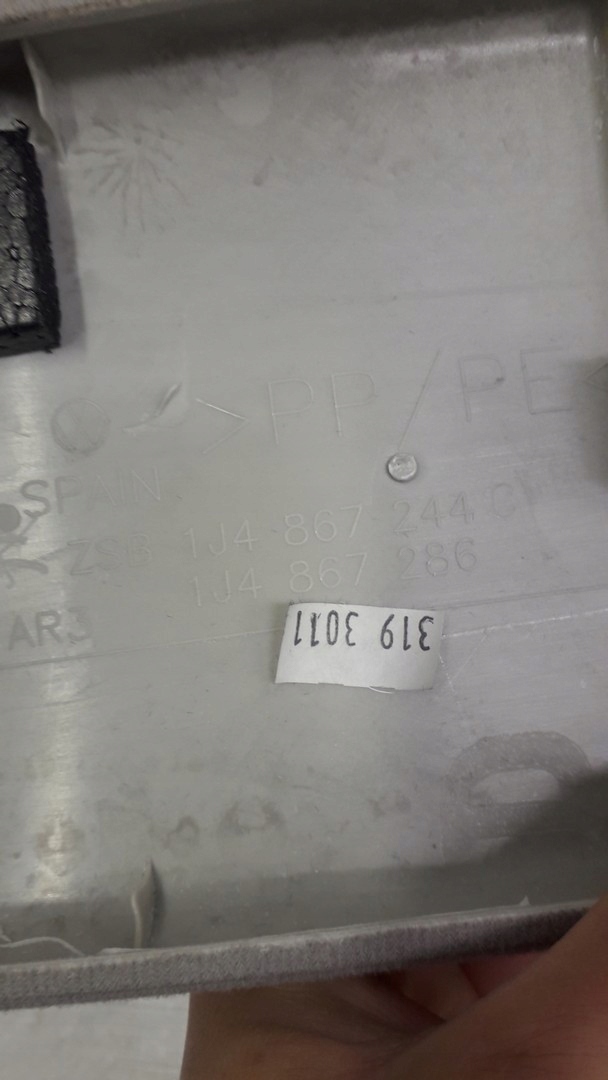 >PP/PE<
SPAIN
ZSB 1J4 867 244 C
1J4 867 286
AR3
319 3011